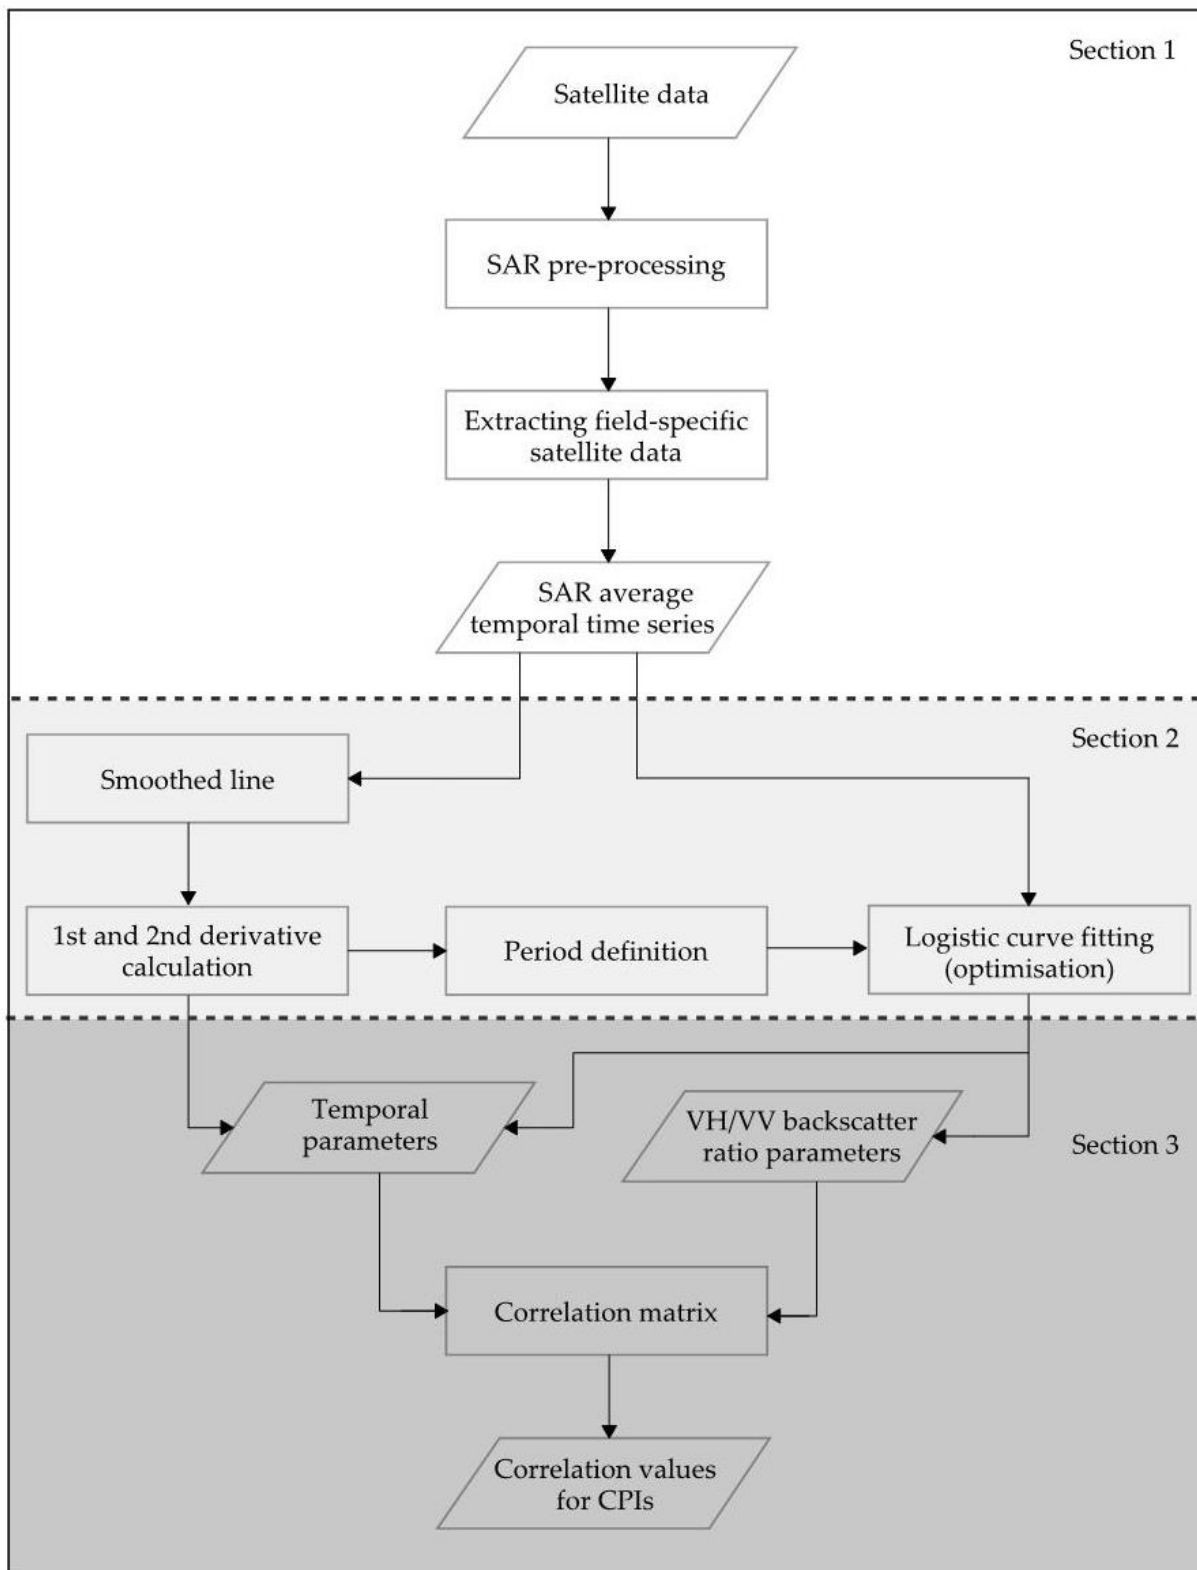 Section 1
Satellite data
SAR pre-processing
Extracting field-specific
satellite data
SAR average
temporal time series
Section 2
Smoothed line
1st and 2nd derivative
calculation
Period definition
Logistic curve fitting
(optimisation)
Temporal
parameters
VH/VV backscatter
ratio parameters
Section 3
Correlation matrix
Correlation values
for CPIs